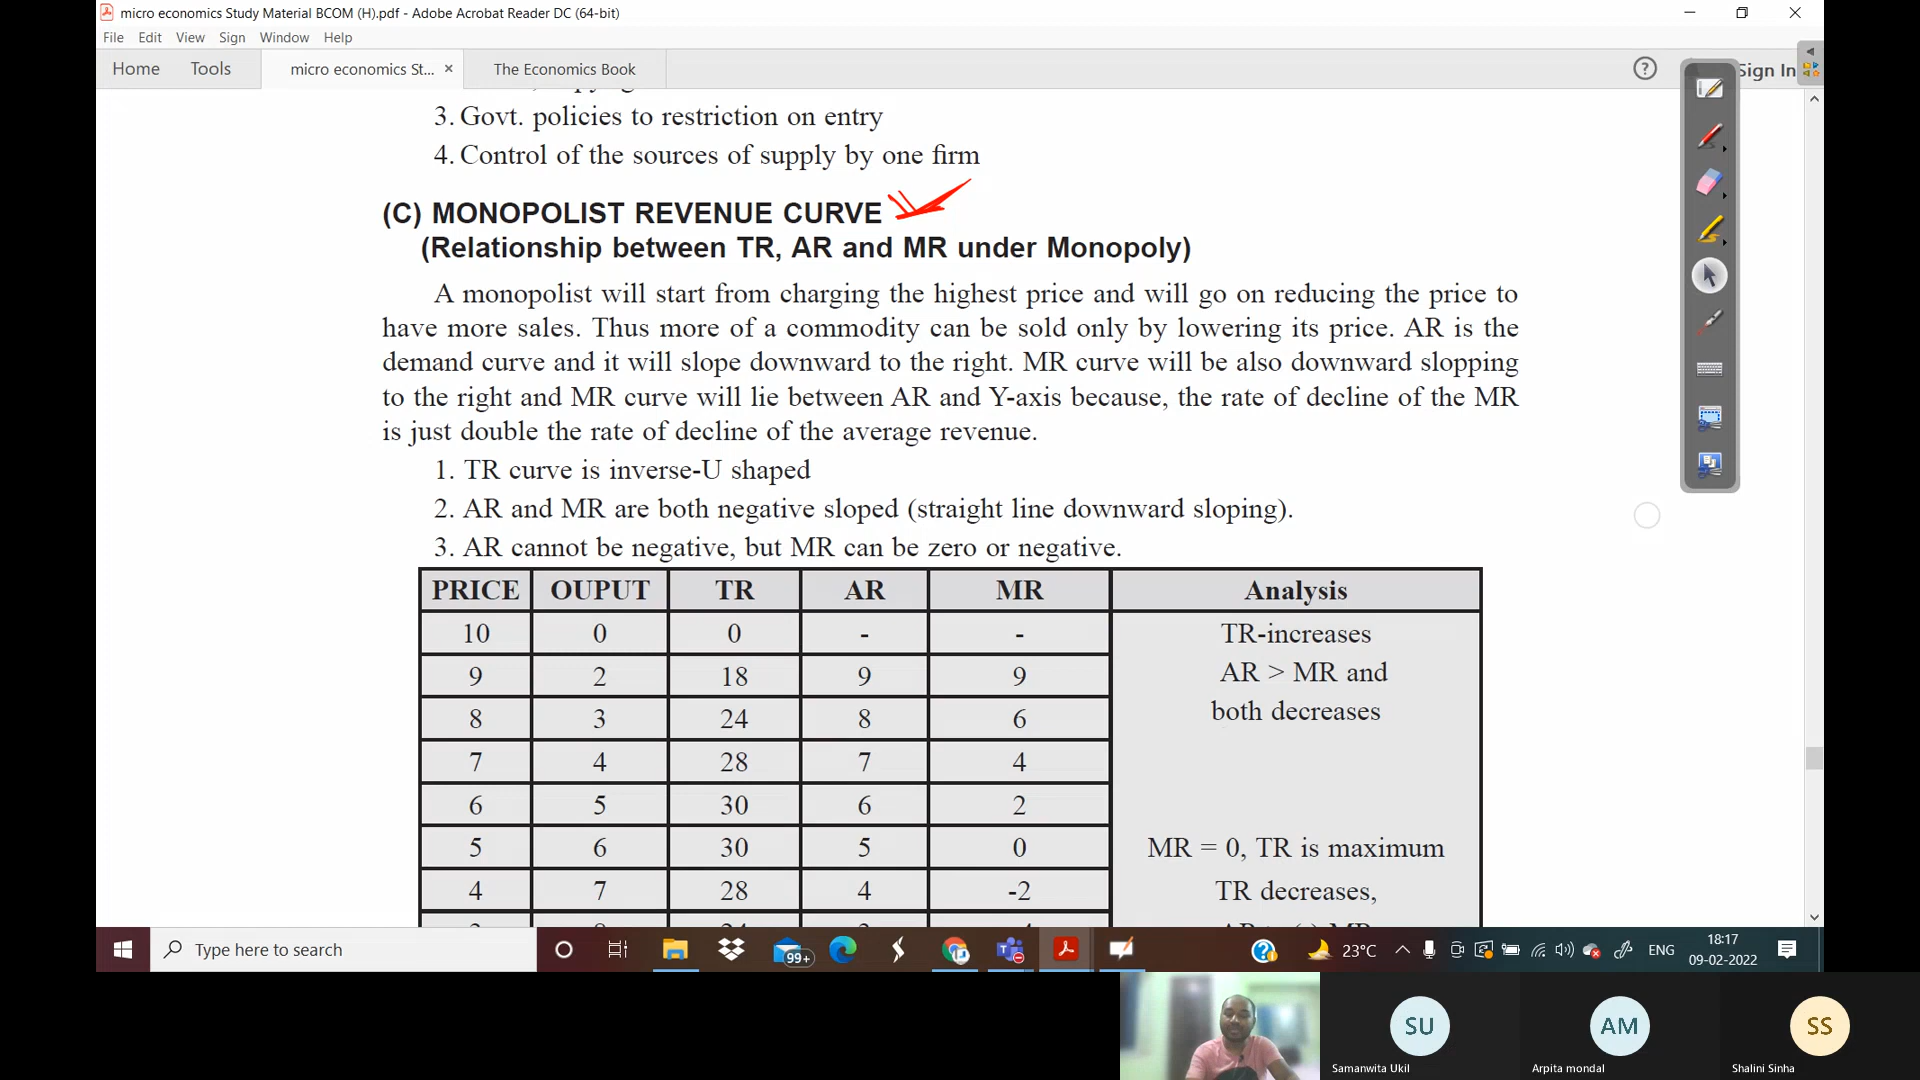 micro economics Study Material BCOM (H).pdf - Adobe Acrobat Reader DC (64-bit)
File Edit View Sign Window Help
Home Tools micro economics St... × The Economics Book ? Sign In
3. Govt. policies to restriction on entry
4. Control of the sources of supply by one firm
(C) MONOPOLIST REVENUE CURVE
(Relationship between TR, AR and MR under Monopoly)
A monopolist will start from charging the highest price and will go on reducing the price to
have more sales. Thus more of a commodity can be sold only by lowering its price. AR is the
demand curve and it will slope downward to the right. MR curve will be also downward slopping
to the right and MR curve will lie between AR and Y-axis because, the rate of decline of the MR
is just double the rate of decline of the average revenue.
1. TR curve is inverse-U shaped
2. AR and MR are both negative sloped (straight line downward sloping).
3. AR cannot be negative, but MR can be zero or negative.
PRICE OUPUT TR AR MR Analysis
10 0 0 - - TR-increases
9 2 18 9 9 AR > MR and
8 3 24 8 6 both decreases
7 4 28 7 4
6 5 30 6 2
5 6 30 5 0 MR = 0, TR is maximum
4 7 28 4 -2 TR decreases,
Type here to search 99+ 23°C ENG 18:17
09-02-2022
SU AM SS
Samanwita Ukil Arpita mondal Shalini Sinha